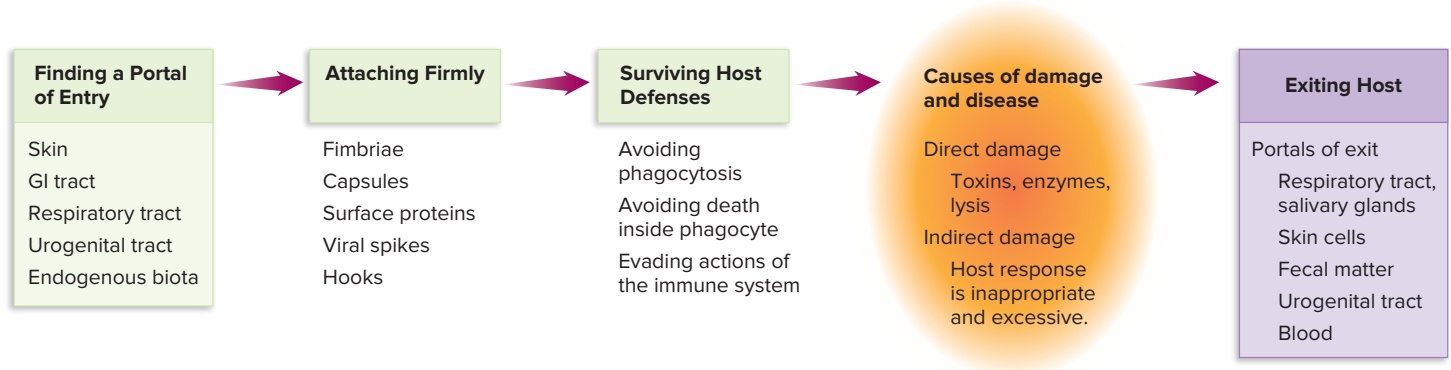 Finding a Portal
of Entry
Skin
GI tract
Respiratory tract
Urogenital tract
Endogenous biota
Attaching Firmly
Fimbriae
Capsules
Surface proteins
Viral spikes
Hooks
Surviving Host
Defenses
Avoiding
phagocytosis
Avoiding death
inside phagocyte
Evading actions of
the immune system
Causes of damage
and disease
Direct damage
Toxins, enzymes,
lysis
Indirect damage
Host response
is inappropriate
and excessive.
Exiting Host
Portals of exit
Respiratory tract,
salivary glands
Skin cells
Fecal matter
Urogenital tract
Blood